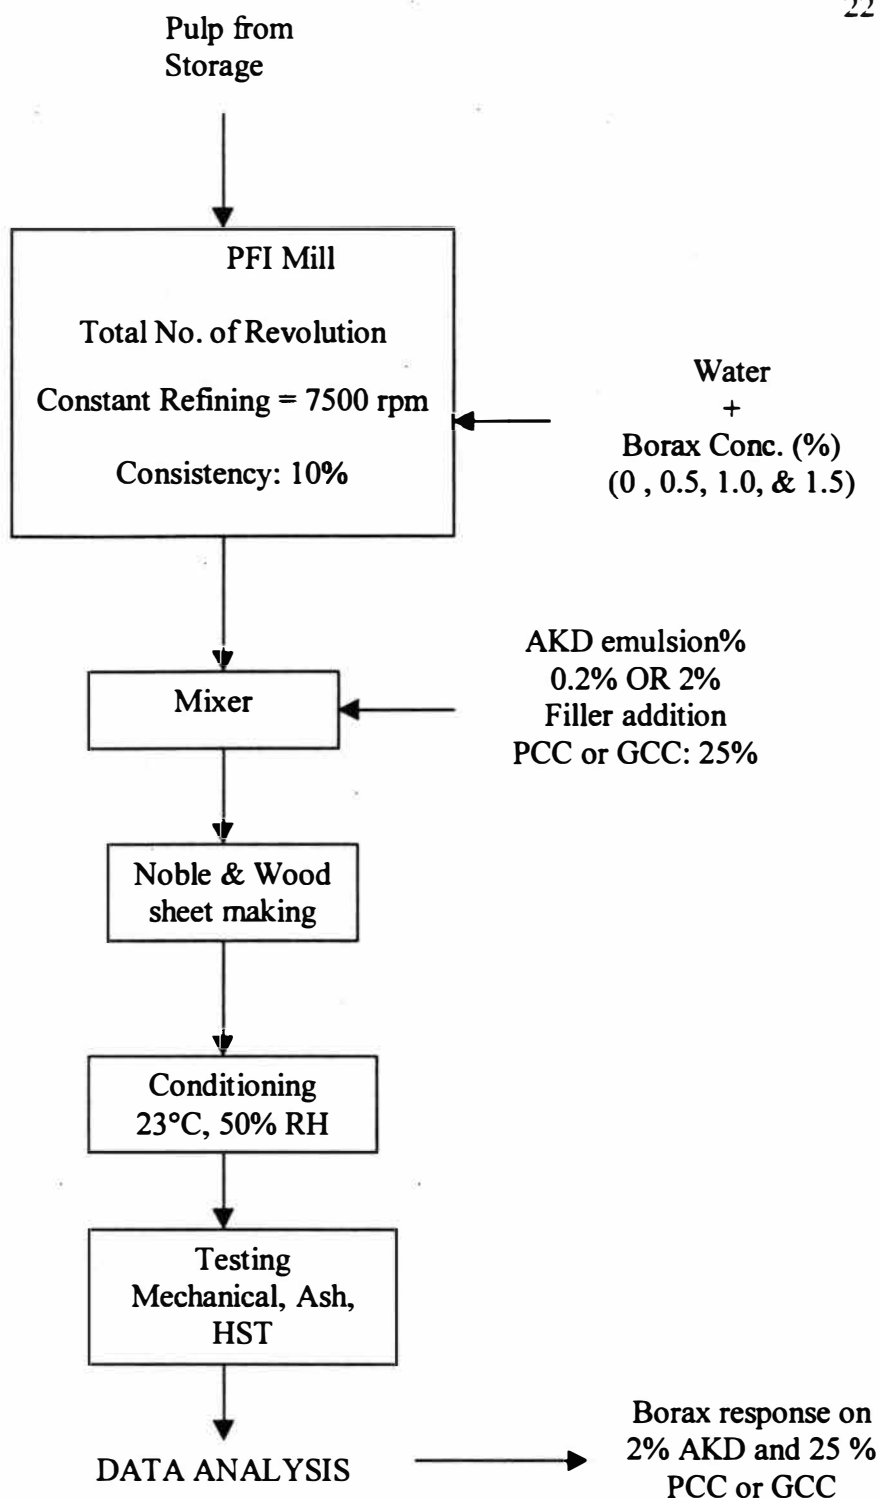 22
Pulp from
Storage
PFI Mill
Total No. of Revolution
Constant Refining = 7500 rpm
Consistency: 10%
Water
+
Borax Conc. (%)
(0 , 0.5, 1.0, & 1.5)
Mixer
AKD emulsion%
0.2% OR 2%
Filler addition
PCC or GCC: 25%
Noble & Wood
sheet making
Conditioning
23°C, 50% RH
Testing
Mechanical, Ash,
HST
DATA ANALYSIS
Borax response on
2% AKD and 25 %
PCC or GCC